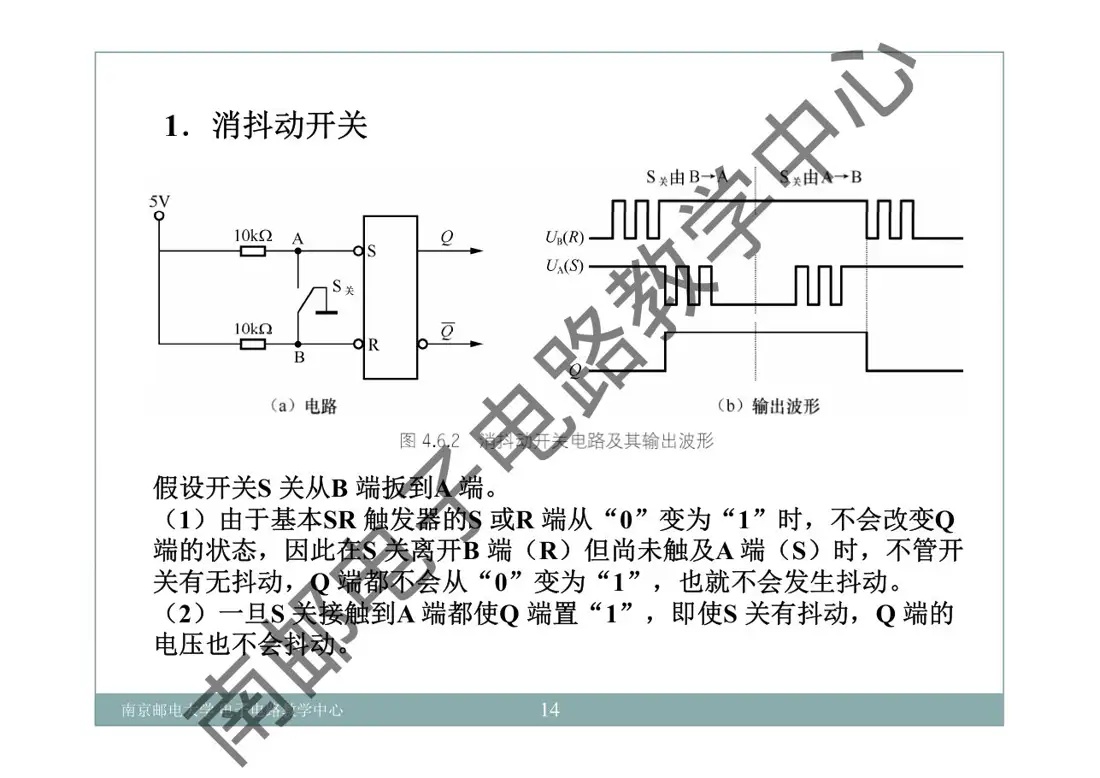 1. 消抖动开关
5V
10kΩ
A
S
Q
S关
10kΩ
B
R
Q̅
（a）电路
S关由 B→A
S关由 A→B
U_B(R)
U_A(S)
Q
（b）输出波形
图 4.6.2 消抖动开关电路及其输出波形
假设开关S 关从B 端扳到A 端。
（1）由于基本SR 触发器的S 或R 端从“0”变为“1”时，不会改变Q
端的状态，因此在S 关离开B 端（R）但尚未触及A 端（S）时，不管开
关有无抖动，Q 端都不会从“0”变为“1”，也就不会发生抖动。
（2）一旦S 关接触到A 端都使Q 端置“1”，即使S 关有抖动，Q 端的
电压也不会抖动。
南京邮电大学 电子电路教学中心
14
南邮电子电路教学中心